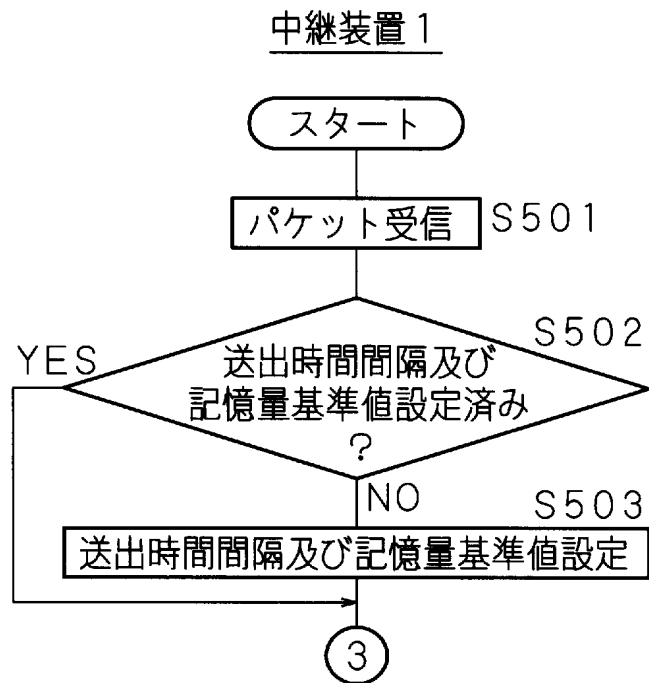 中継装置1
スタート
パケット受信
S501
S502
YES
送出時間間隔及び
記憶量基準値設定済み
?
NO
S503
送出時間間隔及び記憶量基準値設定
3